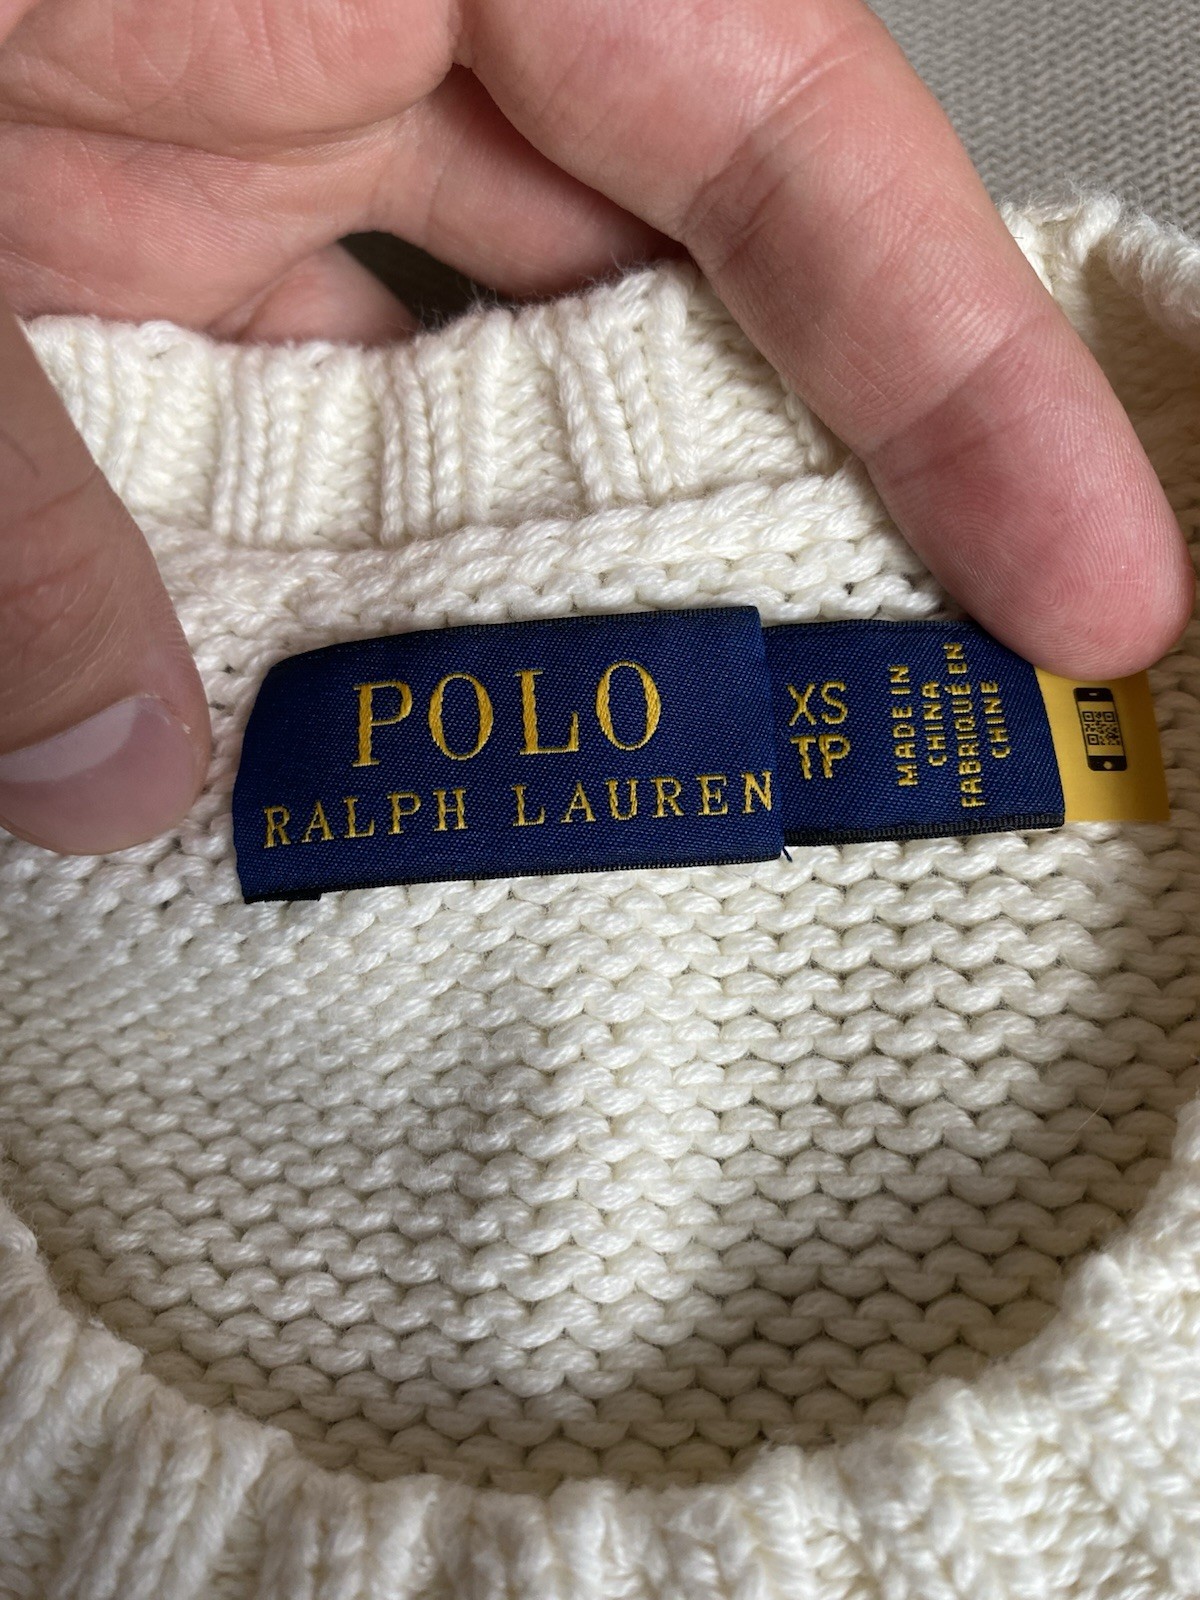 POLO
RALPH LAUREN
XS
TP
MADE IN
CHINA
FABRIQUÉ EN
CHINE